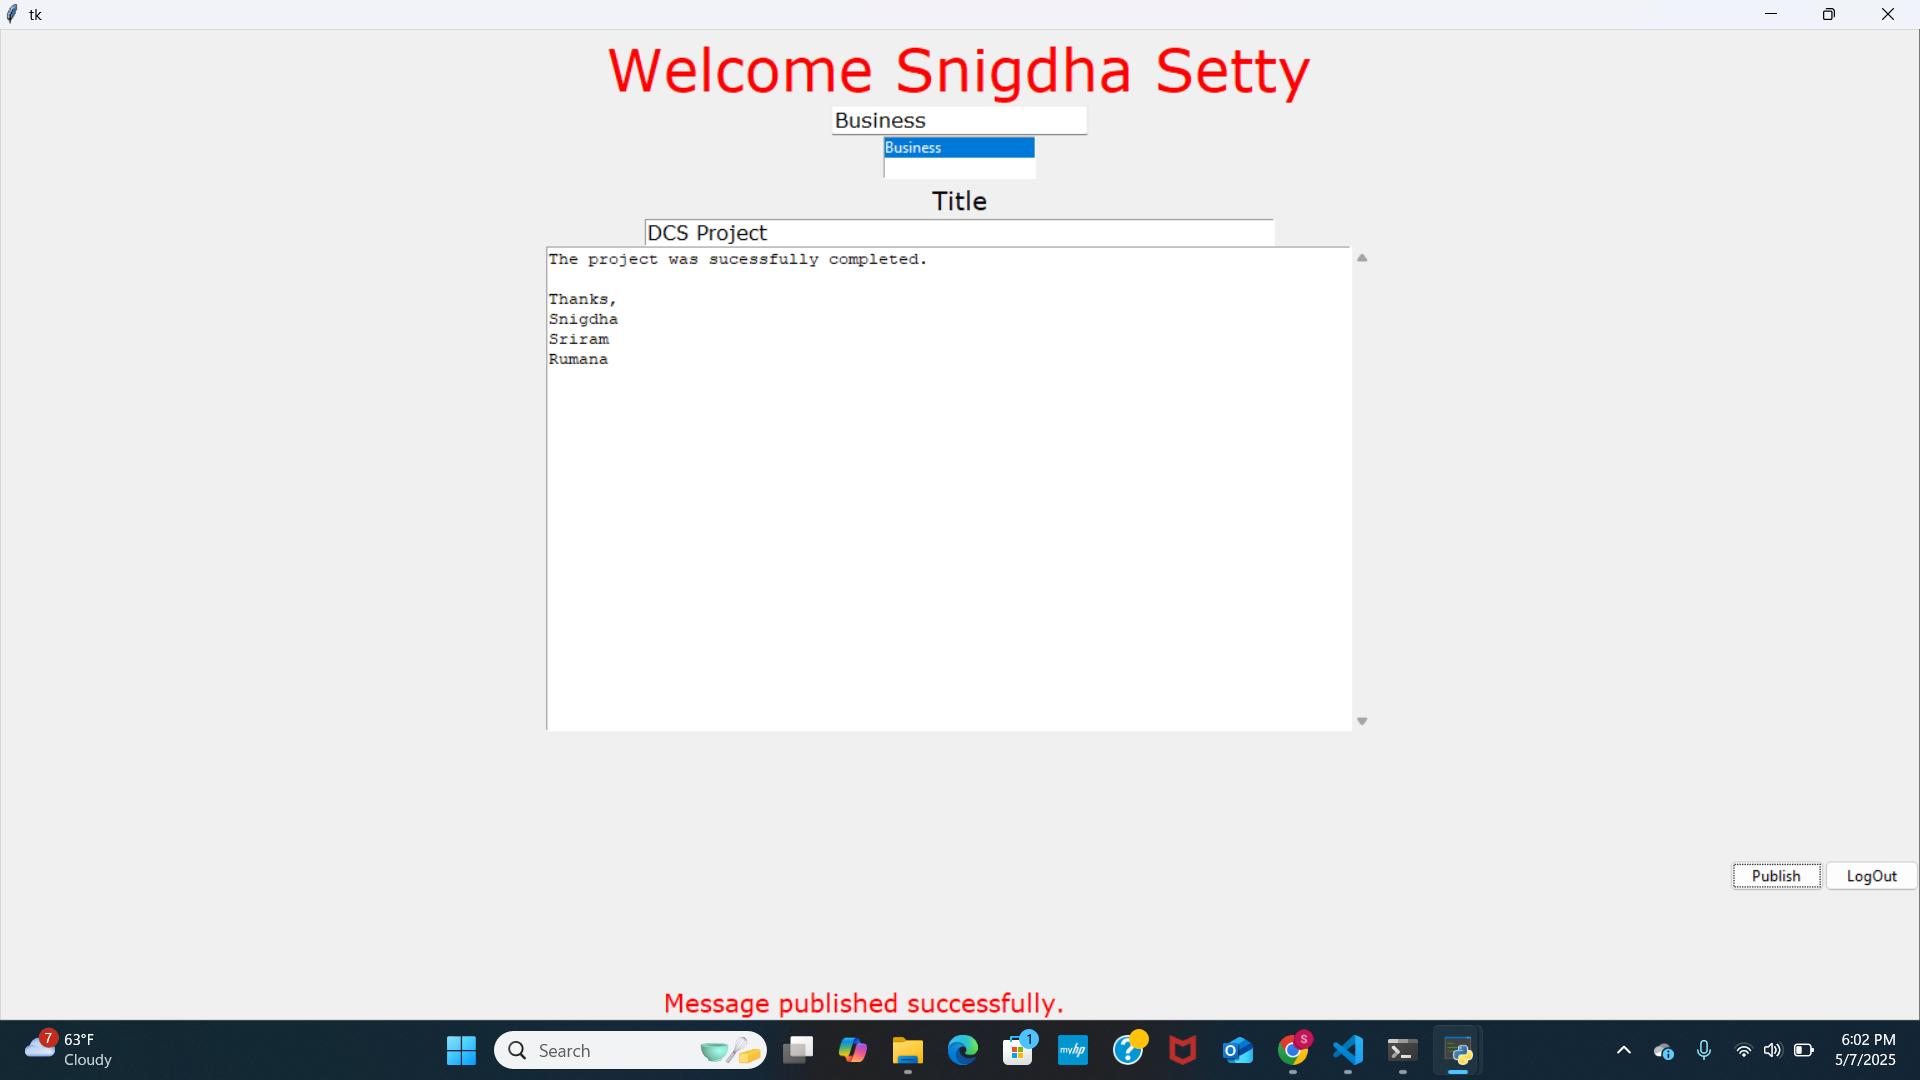 tk
Welcome Snigdha Setty
Business
Business
Title
DCS Project
The project was sucessfully completed.
Thanks,
Snigdha
Sriram
Rumana
Publish
LogOut
Message published successfully.
7
63°F
Cloudy
Search
1
myhp
S
6:02 PM
5/7/2025